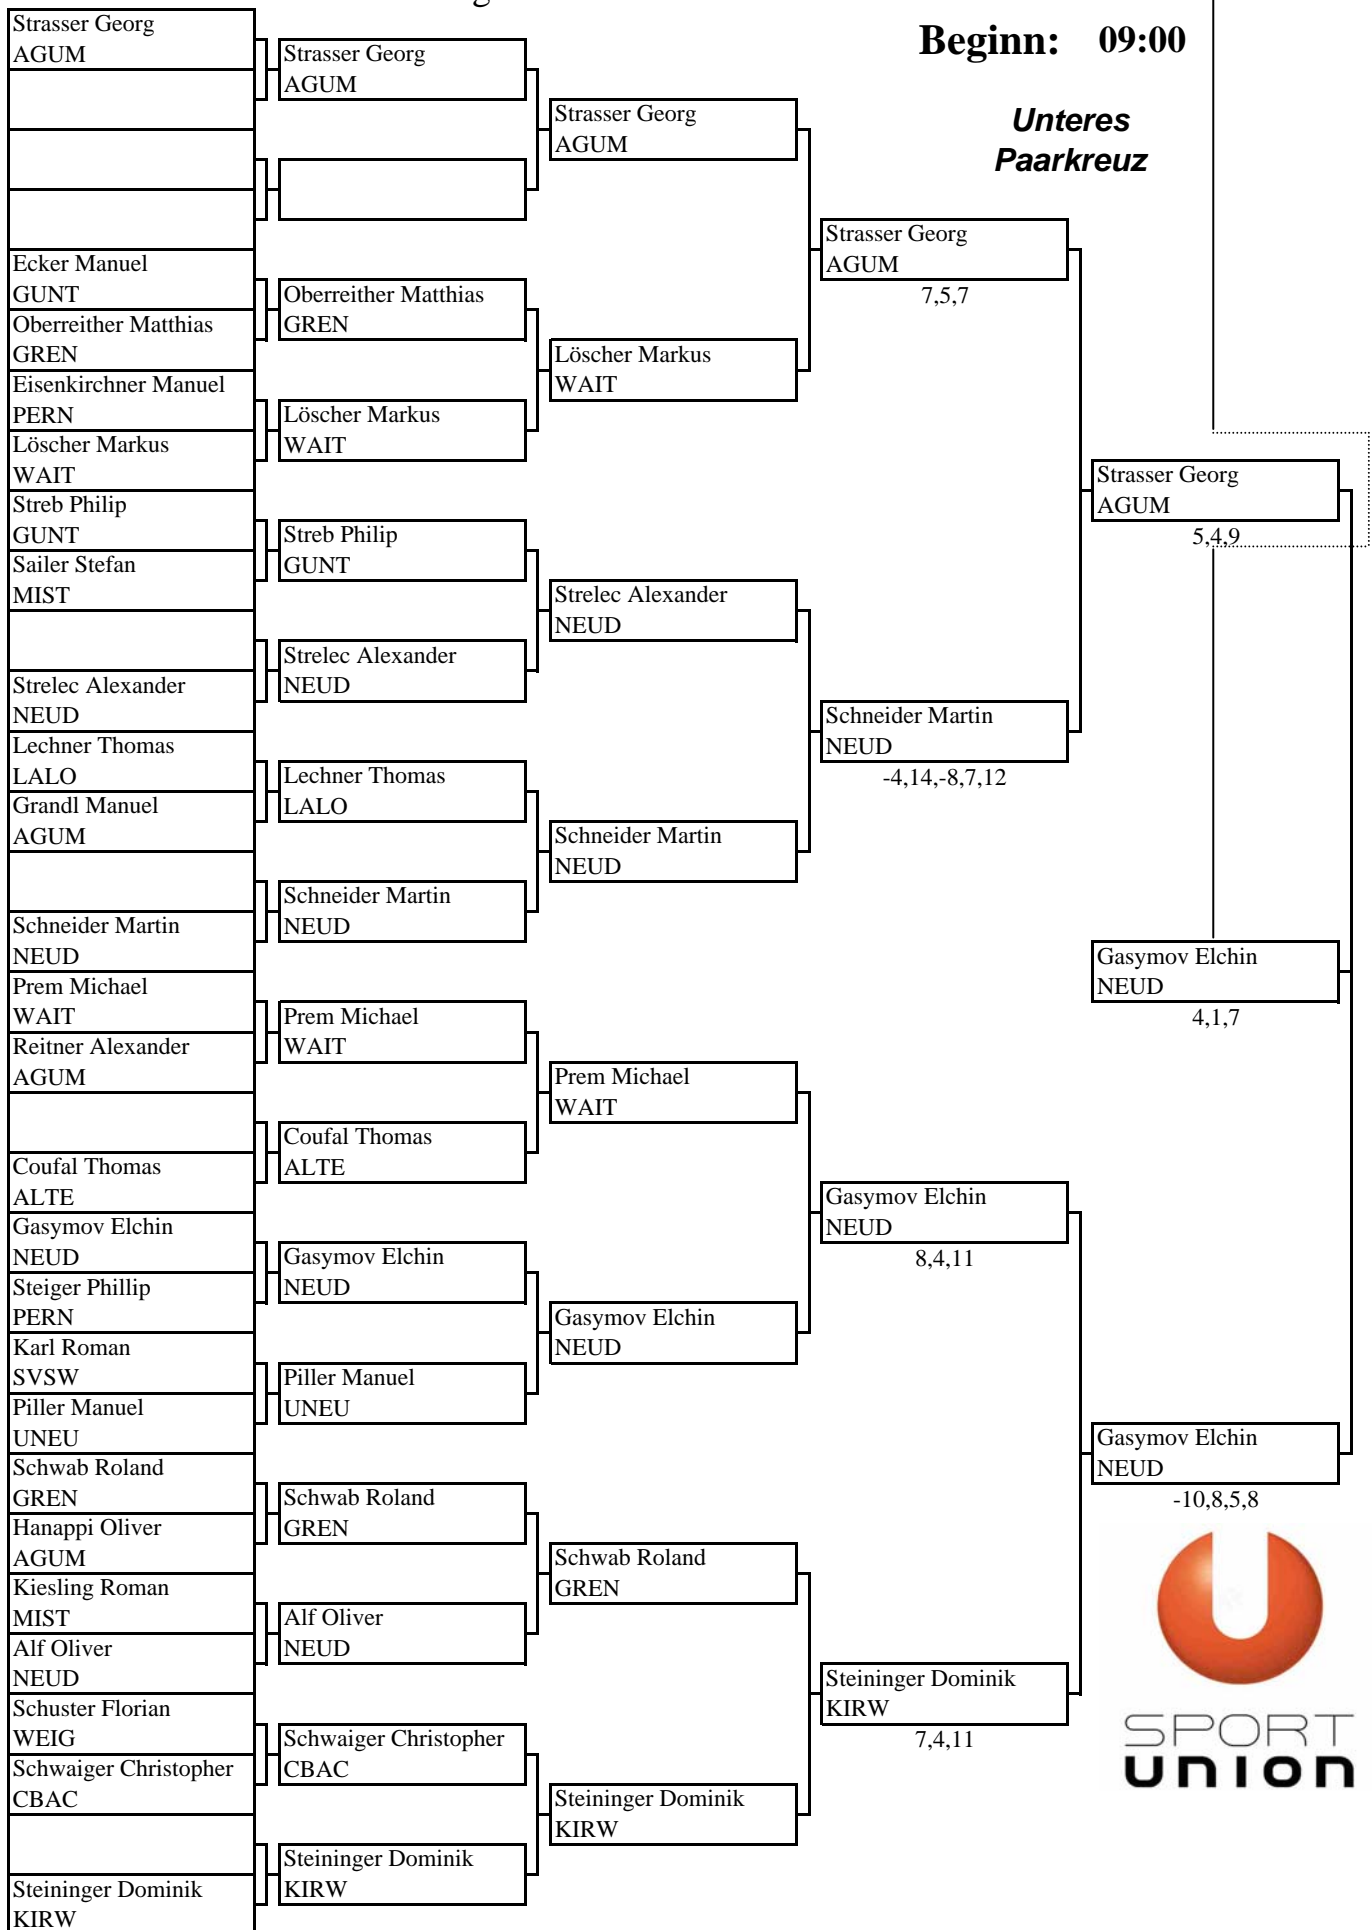 Beginn: 09:00
Unteres
Paarkreuz
Strasser Georg
AGUM
Ecker Manuel
GUNT
Oberreither Matthias
GREN
Eisenkirchner Manuel
PERN
Löscher Markus
WAIT
Streb Philip
GUNT
Sailer Stefan
MIST
Strelec Alexander
NEUD
Lechner Thomas
LALO
Grandl Manuel
AGUM
Schneider Martin
NEUD
Prem Michael
WAIT
Reitner Alexander
AGUM
Coufal Thomas
ALTE
Gasymov Elchin
NEUD
Steiger Phillip
PERN
Karl Roman
SVSW
Piller Manuel
UNEU
Schwab Roland
GREN
Hanappi Oliver
AGUM
Kiesling Roman
MIST
Alf Oliver
NEUD
Schuster Florian
WEIG
Schwaiger Christopher
CBAC
Steininger Dominik
KIRW
Strasser Georg
AGUM
Oberreither Matthias
GREN
Löscher Markus
WAIT
Streb Philip
GUNT
Strelec Alexander
NEUD
Lechner Thomas
LALO
Schneider Martin
NEUD
Prem Michael
WAIT
Coufal Thomas
ALTE
Gasymov Elchin
NEUD
Piller Manuel
UNEU
Schwab Roland
GREN
Alf Oliver
NEUD
Schwaiger Christopher
CBAC
Steininger Dominik
KIRW
Strasser Georg
AGUM
Löscher Markus
WAIT
Strelec Alexander
NEUD
Schneider Martin
NEUD
Prem Michael
WAIT
Gasymov Elchin
NEUD
Schwab Roland
GREN
Steininger Dominik
KIRW
Strasser Georg
AGUM
7,5,7
Schneider Martin
NEUD
-4,14,-8,7,12
Gasymov Elchin
NEUD
8,4,11
Steininger Dominik
KIRW
7,4,11
Strasser Georg
AGUM
5,4,9
Gasymov Elchin
NEUD
4,1,7
Gasymov Elchin
NEUD
-10,8,5,8
SPORT
UNION